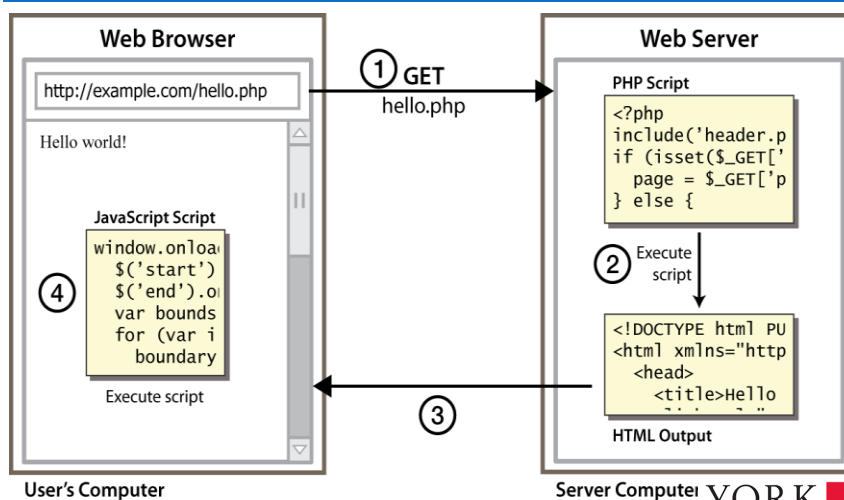 Web Browser
http://example.com/hello.php
Hello world!
JavaScript Script
window.onloa
$('start')
$('end').o
var bounds
for (var i
boundary
4
Execute script
User's Computer
1 GET
hello.php
Web Server
PHP Script
<?php
include('header.p
if (isset($_GET['
page = $_GET['p
} else {
2 Execute
script
<!DOCTYPE html PU
<html xmlns="http
<head>
<title>Hello
HTML Output
3
Server Computer
YORK